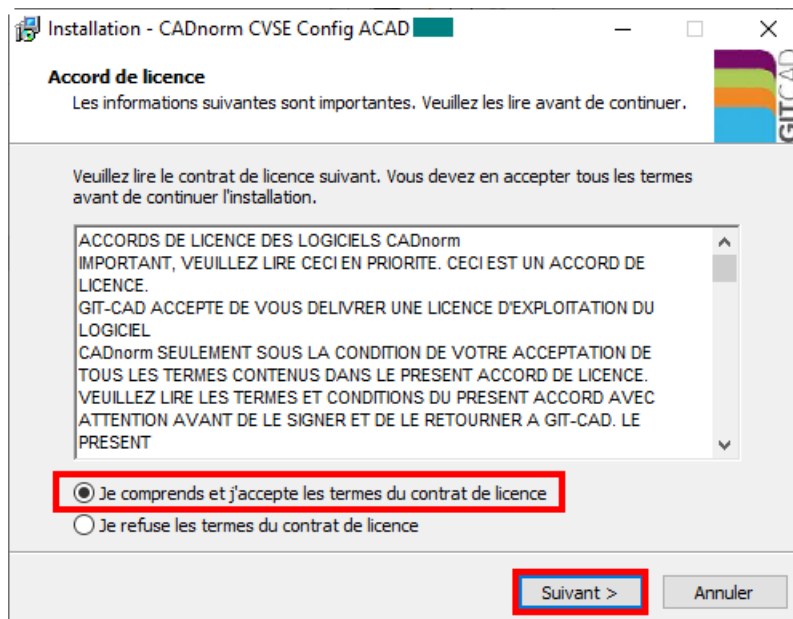 Installation - CADnorm CVSE Config ACAD
Accord de licence
Les informations suivantes sont importantes. Veuillez les lire avant de continuer.
GITCAD
Veuillez lire le contrat de licence suivant. Vous devez en accepter tous les termes
avant de continuer l'installation.
ACCORDS DE LICENCE DES LOGICIELS CADnorm
IMPORTANT, VEUILLEZ LIRE CECI EN PRIORITE. CECI EST UN ACCORD DE
LICENCE.
GIT-CAD ACCEPTE DE VOUS DELIVRER UNE LICENCE D'EXPLOITATION DU
LOGICIEL
CADnorm SEULEMENT SOUS LA CONDITION DE VOTRE ACCEPTATION DE
TOUS LES TERMES CONTENUS DANS LE PRESENT ACCORD DE LICENCE.
VEUILLEZ LIRE LES TERMES ET CONDITIONS DU PRESENT ACCORD AVEC
ATTENTION AVANT DE LE SIGNER ET DE LE RETOURNER A GIT-CAD. LE
PRESENT
Je comprends et j'accepte les termes du contrat de licence
Je refuse les termes du contrat de licence
Suivant >
Annuler